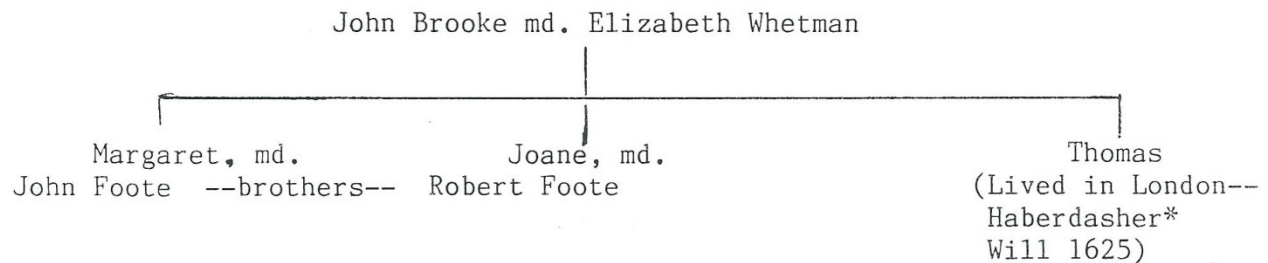 John Brooke md. Elizabeth Whetman
Margaret, md.
John Foote --brothers-- Robert Foote
Joane, md.
Thomas
(Lived in London--
Haberdasher*
Will 1625)